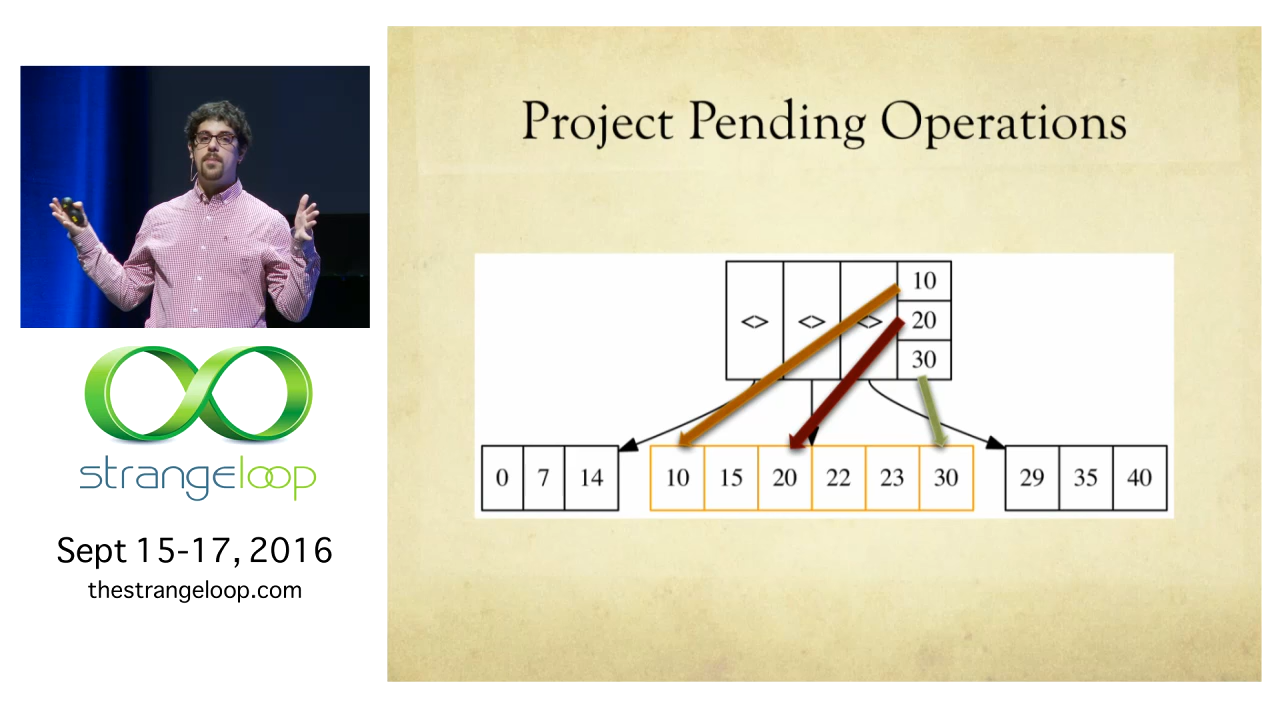 Project Pending Operations
<> <> <> 10
20
30
0 7 14 10 15 20 22 23 30 29 35 40
strangeloop
Sept 15-17, 2016
thestrangeloop.com